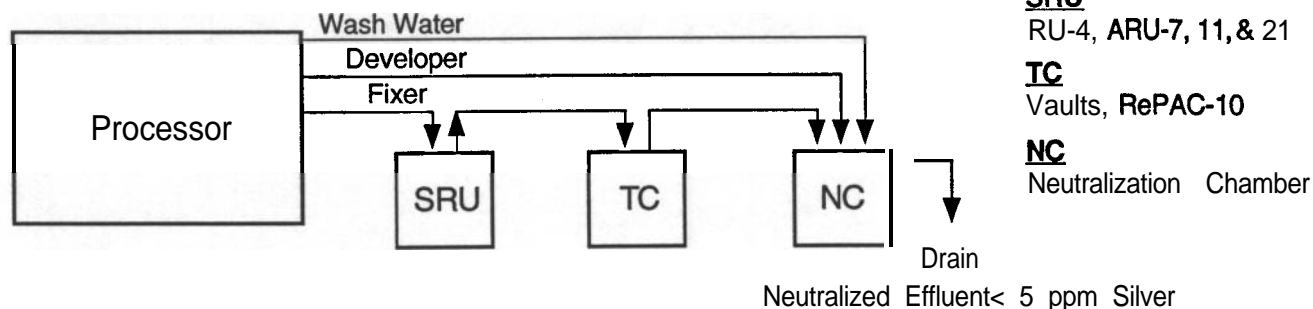 Wash Water
Developer
Fixer
Processor
SRU
TC
NC
Drain
Neutralized Effluent< 5 ppm Silver
SRU
RU-4, ARU-7, 11, & 21
TC
Vaults, RePAC-10
NC
Neutralization Chamber